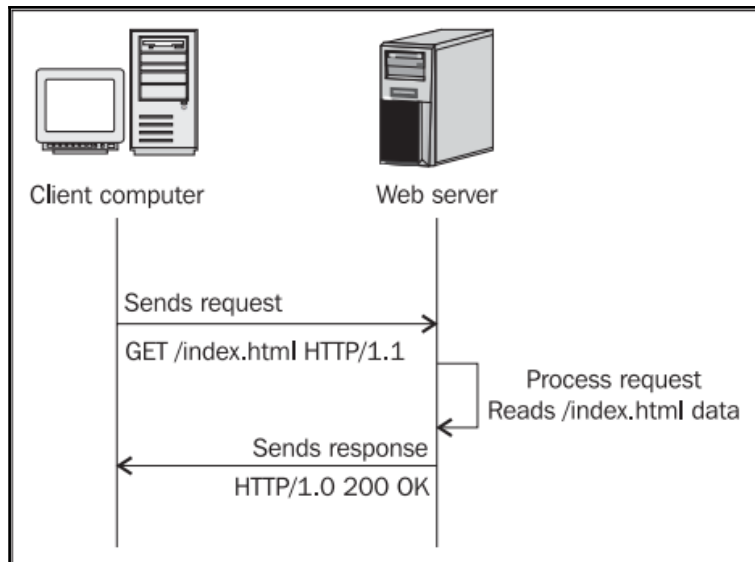 Client computer
Web server
Sends request
GET /index.html HTTP/1.1
Process request
Reads /index.html data
Sends response
HTTP/1.0 200 OK